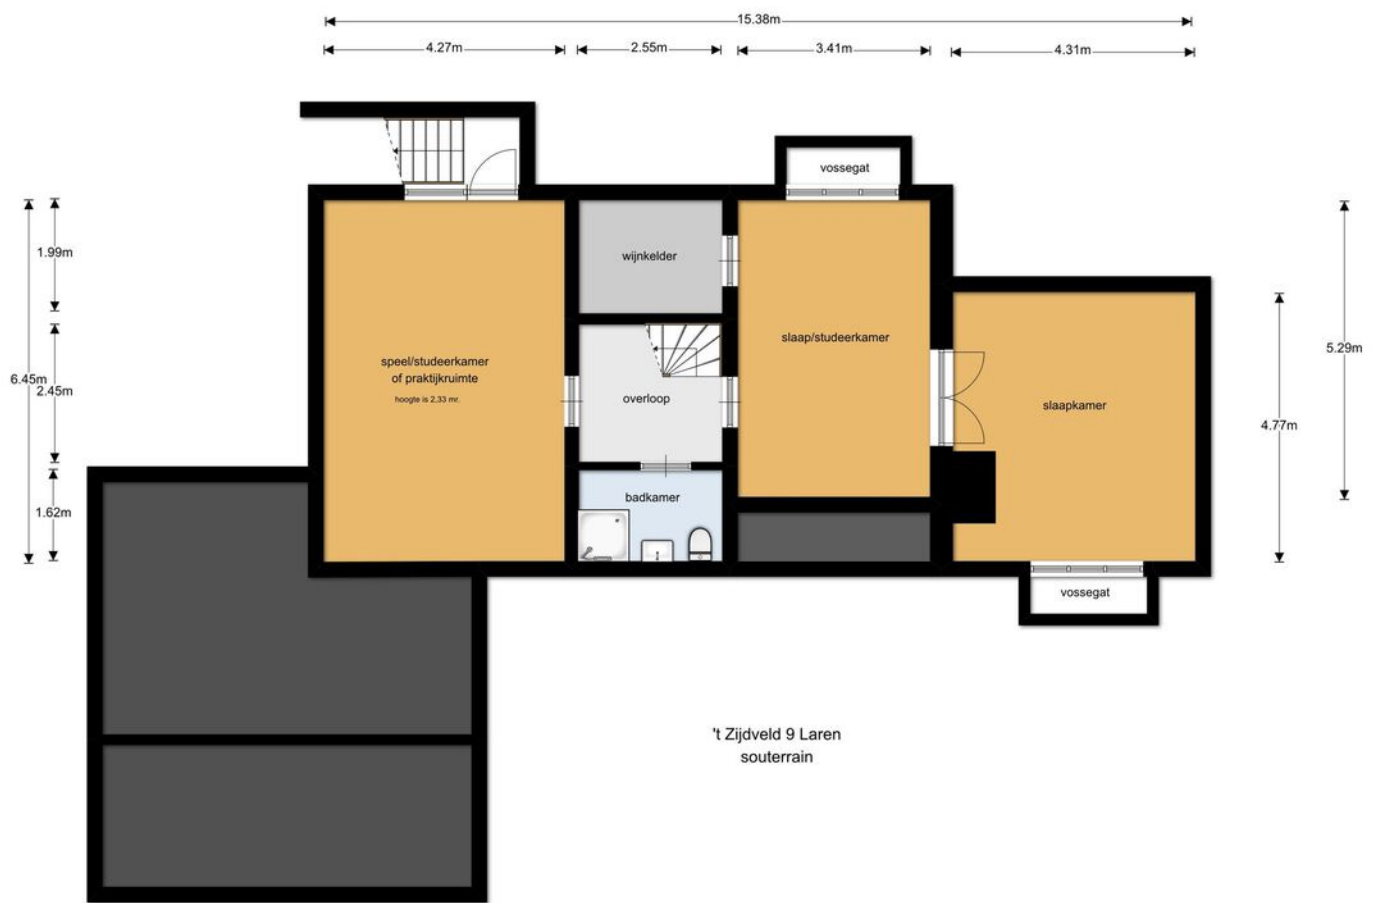 15.38m
4.27m
2.55m
3.41m
4.31m
vossegat
1.99m
wijnkelder
slaap/studeerkamer
5.29m
speel/studeerkamer
of praktijkruimte
hoogte is 2,33 mr.
6.45m
2.45m
overloop
slaapkamer
4.77m
1.62m
badkamer
vossegat
't Zijdveld 9 Laren
souterrain